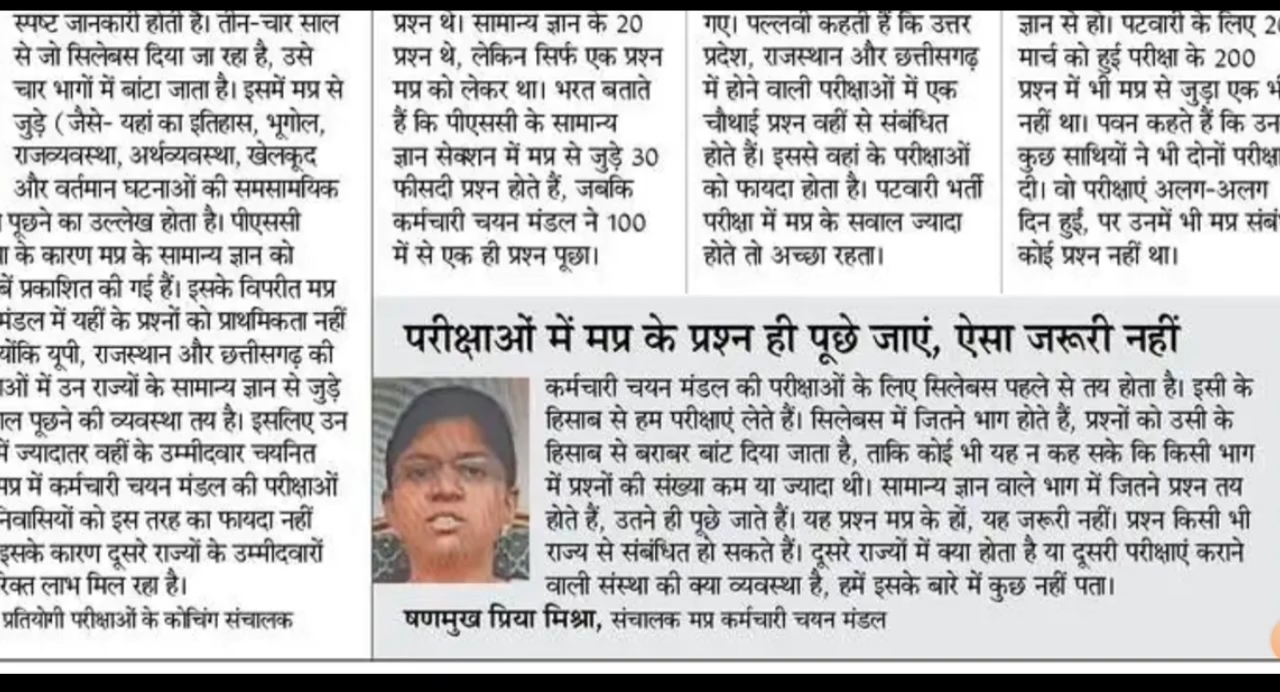 स्पष्ट जानकारी होती है। तीन-चार साल
से जो सिलेबस दिया जा रहा है, उसे
चार भागों में बांटा जाता है। इसमें मप्र से
जुड़े (जैसे- यहां का इतिहास, भूगोल,
राजव्यवस्था, अर्थव्यवस्था, खेलकूद
और वर्तमान घटनाओं की समसामयिक
पूछने का उल्लेख होता है। पीएससी
के कारण मप्र के सामान्य ज्ञान को
प्रकाशित की गई हैं। इसके विपरीत मप्र
मंडल में यहीं के प्रश्नों को प्राथमिकता नहीं
यूपी, राजस्थान और छत्तीसगढ़ की
में उन राज्यों के सामान्य ज्ञान से जुड़े
पूछने की व्यवस्था तय है। इसलिए उन
ज्यादातर वहीं के उम्मीदवार चयनित
मप्र में कर्मचारी चयन मंडल की परीक्षाओं
निवासियों को इस तरह का फायदा नहीं
इसके कारण दूसरे राज्यों के उम्मीदवारों
लाभ मिल रहा है।
प्रतियोगी परीक्षाओं के कोचिंग संचालक
प्रश्न थे। सामान्य ज्ञान के 20
प्रश्न थे, लेकिन सिर्फ एक प्रश्न
मप्र को लेकर था। भरत बताते
हैं कि पीएससी के सामान्य
ज्ञान सेक्शन में मप्र से जुड़े 30
फीसदी प्रश्न होते हैं, जबकि
कर्मचारी चयन मंडल ने 100
में से एक ही प्रश्न पूछा।
गए। पल्लवी कहती हैं कि उत्तर
प्रदेश, राजस्थान और छत्तीसगढ़
में होने वाली परीक्षाओं में एक
चौथाई प्रश्न वहीं से संबंधित
होते हैं। इससे वहां के परीक्षाओं
को फायदा होता है। पटवारी भर्ती
परीक्षा में मप्र के सवाल ज्यादा
होते तो अच्छा रहता।
ज्ञान से हो। पटवारी के लिए
मार्च को हुई परीक्षा के 200
प्रश्न में भी मप्र से जुड़ा एक
नहीं था। पवन कहते हैं कि
कुछ साथियों ने भी दोनों
दी। वो परीक्षाएं अलग-अलग
दिन हुईं, पर उनमें भी मप्र
कोई प्रश्न नहीं था।
परीक्षाओं में मप्र के प्रश्न ही पूछे जाएं, ऐसा जरूरी नहीं
कर्मचारी चयन मंडल की परीक्षाओं के लिए सिलेबस पहले से तय होता है। इसी के
हिसाब से हम परीक्षाएं लेते हैं। सिलेबस में जितने भाग होते हैं, प्रश्नों को उसी के
हिसाब से बराबर बांट दिया जाता है, ताकि कोई भी यह न कह सके कि किसी भाग
में प्रश्नों की संख्या कम या ज्यादा थी। सामान्य ज्ञान वाले भाग में जितने प्रश्न तय
होते हैं, उतने ही पूछे जाते हैं। यह प्रश्न मप्र के हों, यह जरूरी नहीं। प्रश्न किसी भी
राज्य से संबंधित हो सकते हैं। दूसरे राज्यों में क्या होता है या दूसरी परीक्षाएं कराने
वाली संस्था की क्या व्यवस्था है, हमें इसके बारे में कुछ नहीं पता।
षणमुख प्रिया मिश्रा, संचालक मप्र कर्मचारी चयन मंडल